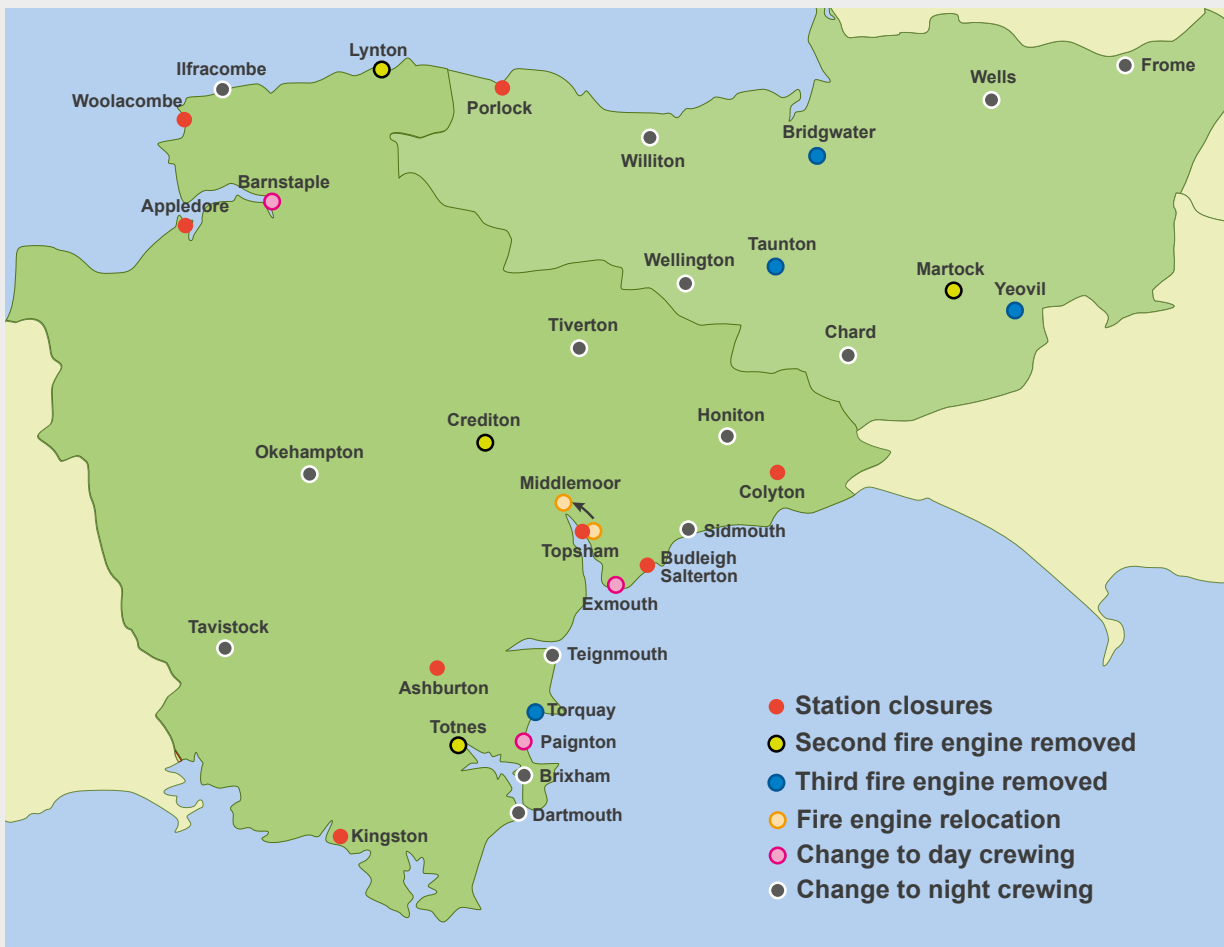 Lynton
Ilfracombe
Frome
Wells
Woolacombe
Porlock
Bridgwater
Williton
Barnstaple
Appledore
Taunton
Wellington
Martock
Yeovil
Tiverton
Chard
Honiton
Crediton
Okehampton
Middlemoor
Colyton
Sidmouth
Topsham
Budleigh
Salterton
Exmouth
Tavistock
Teignmouth
Ashburton
Torquay
Totnes
Paignton
Brixham
Dartmouth
Kingston
Station closures
Second fire engine removed
Third fire engine removed
Fire engine relocation
Change to day crewing
Change to night crewing